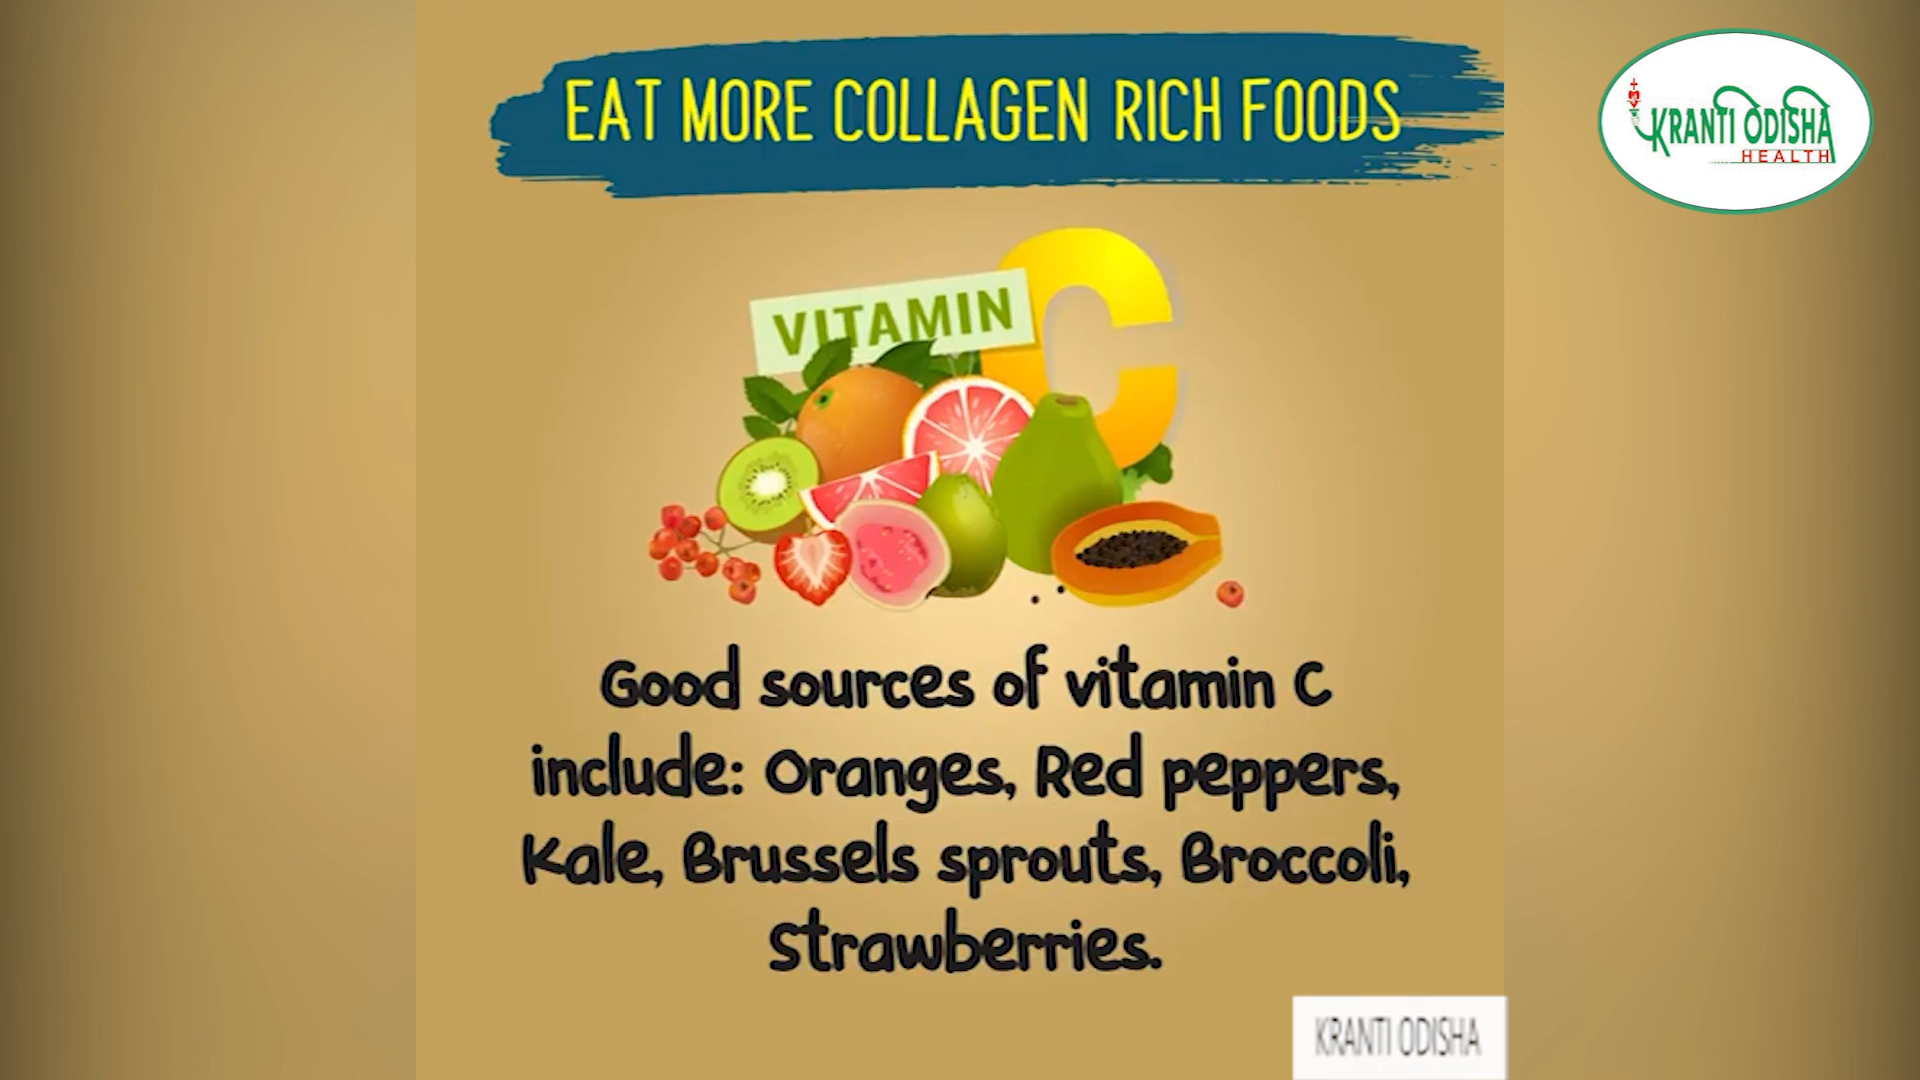 EAT MORE COLLAGEN RICH FOODS
KRANTI ODISHA
HEALTH
VITAMIN C
Good sources of vitamin C
include: Oranges, Red peppers,
Kale, Brussels sprouts, Broccoli,
Strawberries.
KRANTI ODISHA